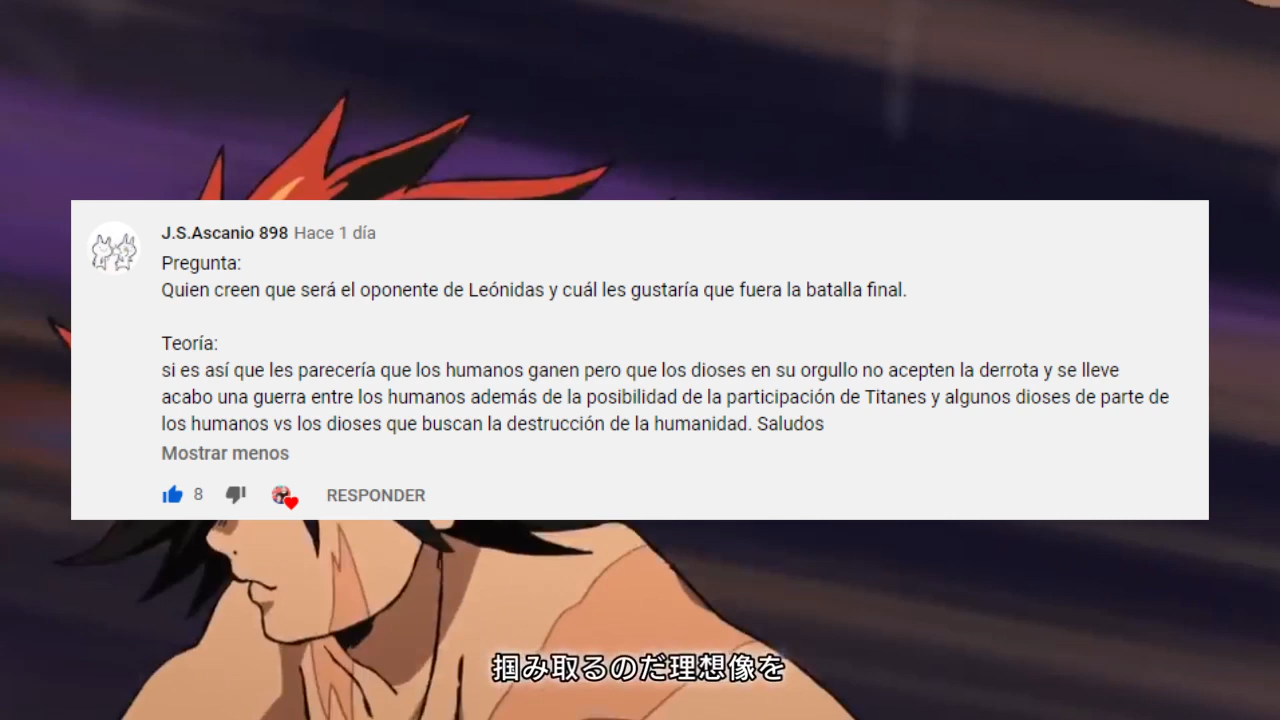 J.S.Ascanio 898 Hace 1 día
Pregunta:
Quien creen que será el oponente de Leónidas y cuál les gustaría que fuera la batalla final.
Teoría:
si es así que les parecería que los humanos ganen pero que los dioses en su orgullo no acepten la derrota y se lleve
acabo una guerra entre los humanos además de la posibilidad de la participación de Titanes y algunos dioses de parte de
los humanos vs los dioses que buscan la destrucción de la humanidad. Saludos
Mostrar menos
8
RESPONDER
掴み取るのだ理想像を